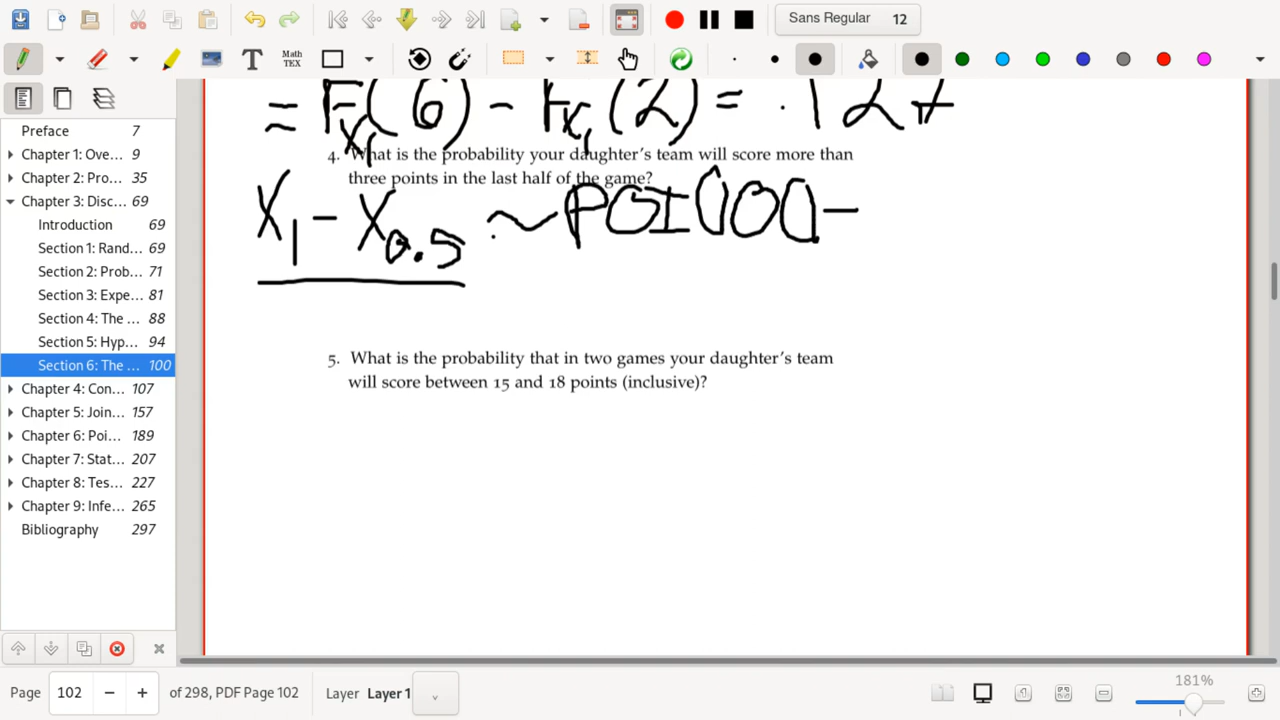 Sans Regular 12
Math
TEX
Preface 7
Chapter 1: Ove... 9
Chapter 2: Pro... 35
Chapter 3: Disc... 69
Introduction 69
Section 1: Rand... 69
Section 2: Prob... 71
Section 3: Expe... 81
Section 4: The ... 88
Section 5: Hyp... 94
Section 6: The ... 100
Chapter 4: Con... 107
Chapter 5: Join... 157
Chapter 6: Poi... 189
Chapter 7: Stat... 207
Chapter 8: Tes... 227
Chapter 9: Infe... 265
Bibliography 297
= F_X₁(6) - F_X₁(2) = .127
4. What is the probability your daughter's team will score more than
three points in the last half of the game?
X₁ - X₀.₅ ~ POI
5. What is the probability that in two games your daughter's team
will score between 15 and 18 points (inclusive)?
Page 102 − + of 298, PDF Page 102 Layer Layer 1 181%